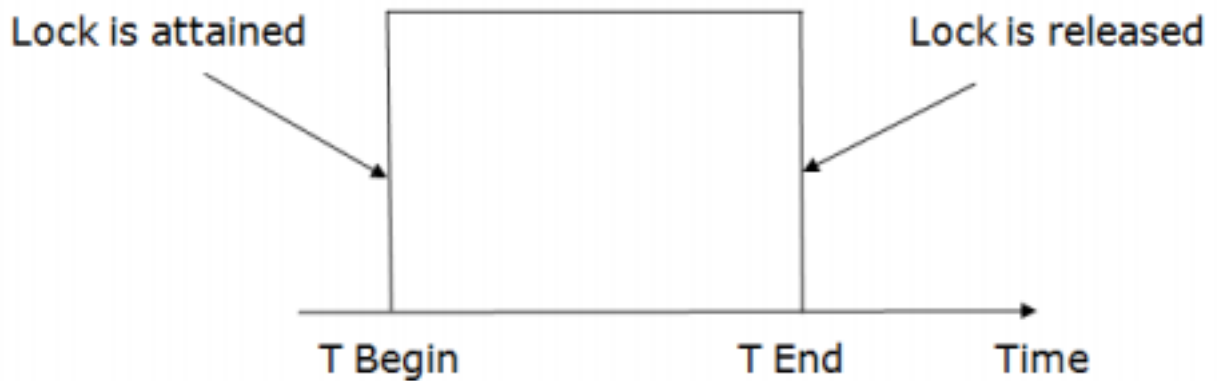 Lock is attained
Lock is released
T Begin
T End
Time